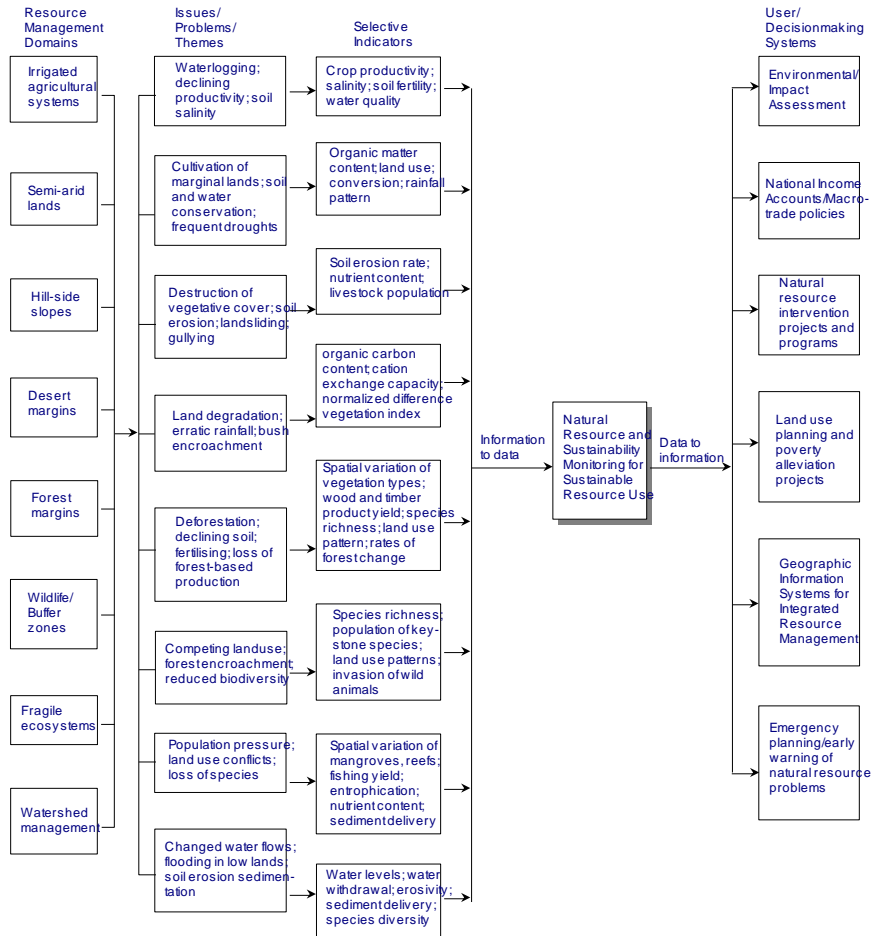 Resource
Management
Domains
Issues/
Problems/
Themes
Selective
Indicators
User/
Decisionmaking
Systems
Irrigated
agricultural
systems
Semi-arid
lands
Hill-side
slopes
Desert
margins
Forest
margins
Wildlife/
Buffer
zones
Fragile
ecosystems
Watershed
management
Waterlogging;
declining
productivity; soil
salinity
Cultivation of
marginal lands; soil
and water
conservation;
frequent droughts
Destruction of
vegetative cover; soil
erosion; landsliding;
gullying
Land degradation;
erratic rainfall; bush
encroachment
Deforestation;
declining soil;
fertilising; loss of
forest-based
production
Competing landuse;
forest encroachment;
reduced biodiversity
Population pressure;
land use conflicts;
loss of species
Changed water flows;
flooding in low lands;
soil erosion sedimen-
tation
Crop productivity;
salinity; soil fertility;
water quality
Organic matter
content; land use;
conversion; rainfall
pattern
Soil erosion rate;
nutrient content;
livestock population
organic carbon
content; cation
exchange capacity;
normalized difference
vegetation index
Spatial variation of
vegetation types;
wood and timber
product yield; species
richness; land use
pattern; rates of
forest change
Species richness;
population of key-
stone species;
land use patterns;
invasion of wild
animals
Spatial variation of
mangroves, reefs;
fishing yield;
entrophication;
nutrient content;
sediment delivery
Water levels; water
withdrawal; erosivity;
sediment delivery;
species diversity
Information
to data
Natural
Resource and
Sustainability
Monitoring for
Sustainable
Resource Use
Data to
information
Environmental/
Impact
Assessment
National Income
Accounts/Macro-
trade policies
Natural
resource
intervention
projects and
programs
Land use
planning and
poverty
alleviation
projects
Geographic
Information
Systems for
Integrated
Resource
Management
Emergency
planning/early
warning of
natural resource
problems